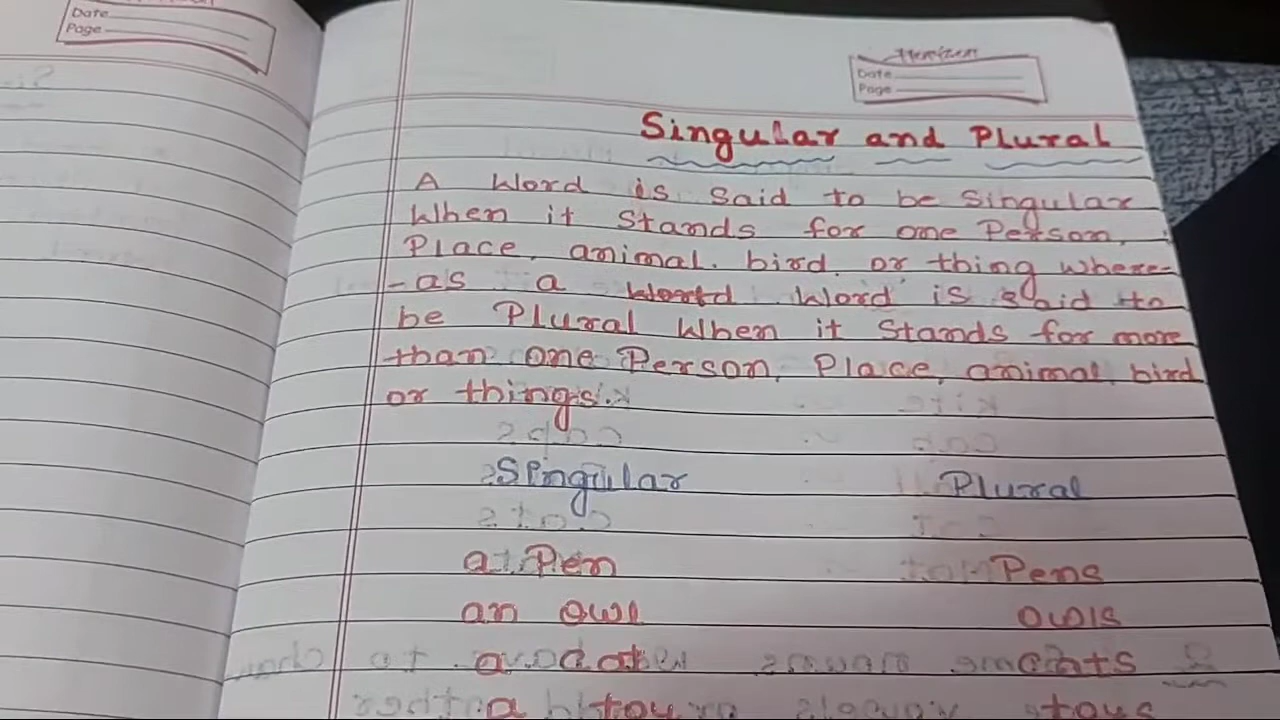 Date
Page
Date
Page
Singular and Plural
A Word is Said to be Singular
When it Stands for one Person,
Place, animal, bird, or thing where-
-as a World Word is said to
be Plural When it Stands for more
than one Person, Place, animal, bird
or things.
Singular Plural
a Pen Pens
an owl owls
a cat cats
a toy toys